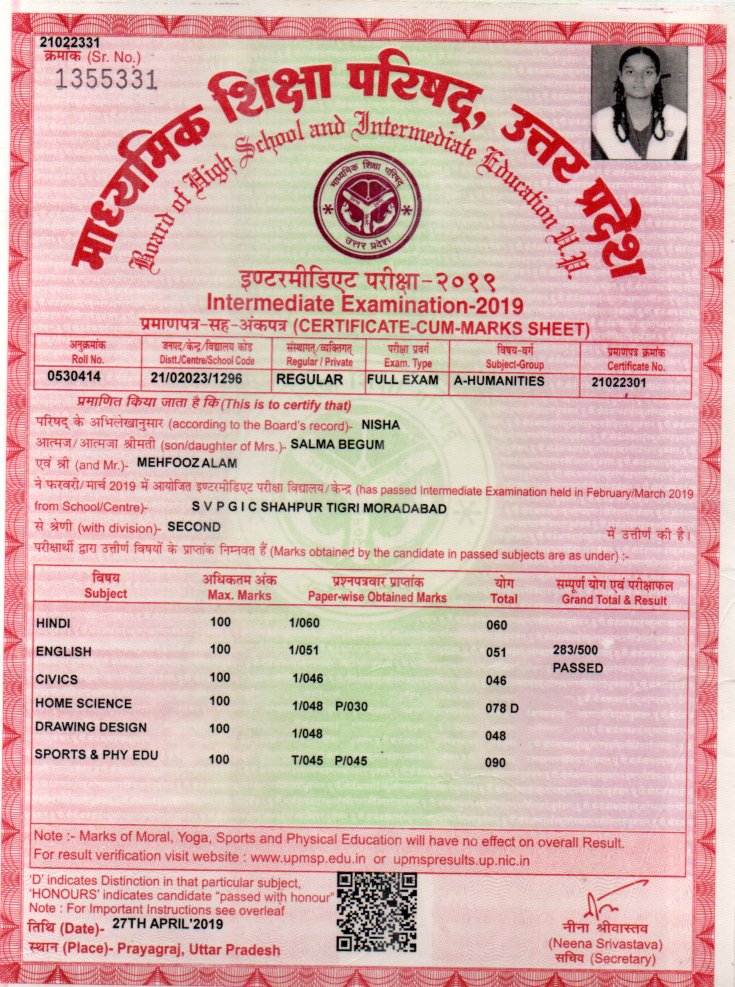 21022331
क्रमांक (Sr. No.)
1355331
माध्यमिक शिक्षा परिषद्, उत्तर प्रदेश
Board of High School and Intermediate Education U.P.
माध्यमिक शिक्षा परिषद्
उत्तर प्रदेश
इण्टरमीडिएट परीक्षा-२०१९
Intermediate Examination-2019
प्रमाणपत्र-सह-अंकपत्र (CERTIFICATE-CUM-MARKS SHEET)
अनुक्रमांक जनपद/केन्द्र/विद्यालय कोड संस्थागत्/व्यक्तिगत् परीक्षा प्रवर्ग विषय-वर्ग प्रमाणपत्र क्रमांक
Roll No. Distt./Centre/School Code Regular / Private Exam. Type Subject-Group Certificate No.
0530414 21/02023/1296 REGULAR FULL EXAM A-HUMANITIES 21022301
प्रमाणित किया जाता है कि (This is to certify that)
परिषद् के अभिलेखानुसार (according to the Board's record)- NISHA
आत्मज/आत्मजा श्रीमती (son/daughter of Mrs.)- SALMA BEGUM
एवं श्री (and Mr.)- MEHFOOZ ALAM
ने फरवरी/मार्च 2019 में आयोजित इण्टरमीडिएट परीक्षा विद्यालय/केन्द्र (has passed Intermediate Examination held in February/March 2019
from School/Centre)- S V P G I C SHAHPUR TIGRI MORADABAD
से श्रेणी (with division)- SECOND में उत्तीर्ण की है।
परीक्षार्थी द्वारा उत्तीर्ण विषयों के प्राप्तांक निम्नवत हैं (Marks obtained by the candidate in passed subjects are as under) :-
विषय अधिकतम अंक प्रश्नपत्रवार प्राप्तांक योग सम्पूर्ण योग एवं परीक्षाफल
Subject Max. Marks Paper-wise Obtained Marks Total Grand Total & Result
HINDI 100 1/060 060
ENGLISH 100 1/051 051 283/500
PASSED
CIVICS 100 1/046 046
HOME SCIENCE 100 1/048 P/030 078 D
DRAWING DESIGN 100 1/048 048
SPORTS & PHY EDU 100 T/045 P/045 090
Note :- Marks of Moral, Yoga, Sports and Physical Education will have no effect on overall Result.
For result verification visit website : www.upmsp.edu.in or upmspresults.up.nic.in
'D' indicates Distinction in that particular subject,
'HONOURS' indicates candidate "passed with honour"
Note : For Important Instructions see overleaf
तिथि (Date)- 27TH APRIL'2019
स्थान (Place)- Prayagraj, Uttar Pradesh
नीना श्रीवास्तव
(Neena Srivastava)
सचिव (Secretary)